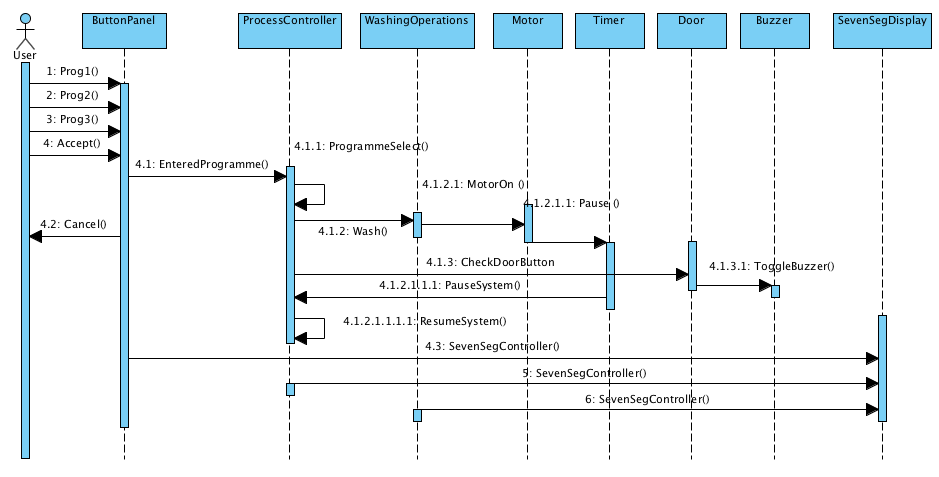 ButtonPanel
ProcessController
WashingOperations
Motor
Timer
Door
Buzzer
SevenSegDisplay
User
1: Prog1()
2: Prog2()
3: Prog3()
4: Accept()
4.1.1: ProgrammeSelect()
4.1: EnteredProgramme()
4.1.2.1: MotorOn ()
4.1.2.1.1: Pause ()
4.2: Cancel()
4.1.2: Wash()
4.1.3: CheckDoorButton
4.1.3.1: ToggleBuzzer()
4.1.2.1.1.1: PauseSystem()
4.1.2.1.1.1.1: ResumeSystem()
4.3: SevenSegController()
5: SevenSegController()
6: SevenSegController()